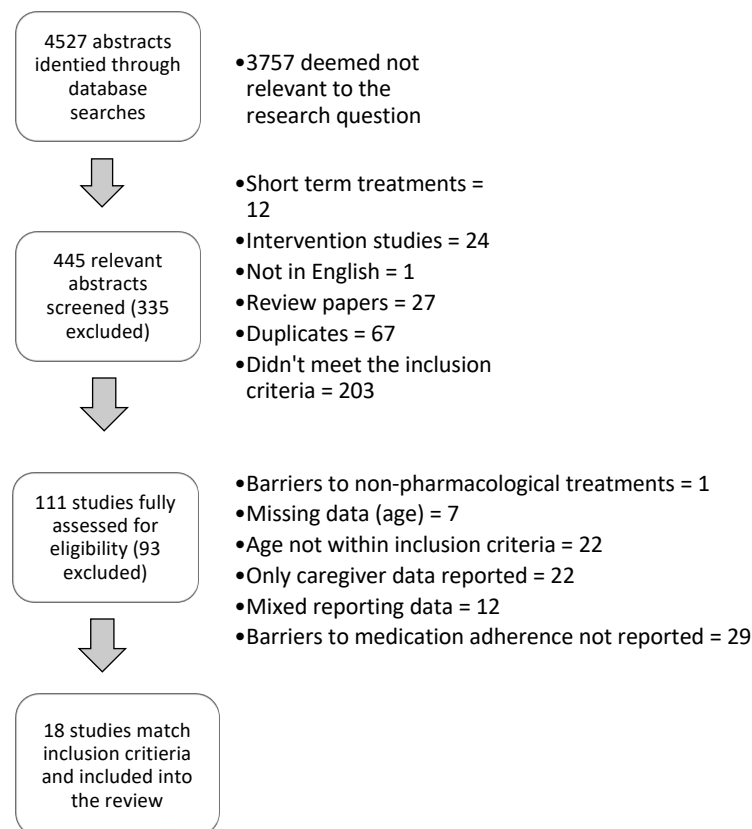 4527 abstracts
identied through
database
searches
•3757 deemed not
relevant to the
research question
•Short term treatments =
12
•Intervention studies = 24
•Not in English = 1
•Review papers = 27
•Duplicates = 67
•Didn't meet the inclusion
criteria = 203
445 relevant
abstracts
screened (335
excluded)
•Barriers to non-pharmacological treatments = 1
•Missing data (age) = 7
•Age not within inclusion criteria = 22
•Only caregiver data reported = 22
•Mixed reporting data = 12
•Barriers to medication adherence not reported = 29
111 studies fully
assessed for
eligibility (93
excluded)
18 studies match
inclusion critieria
and included into
the review